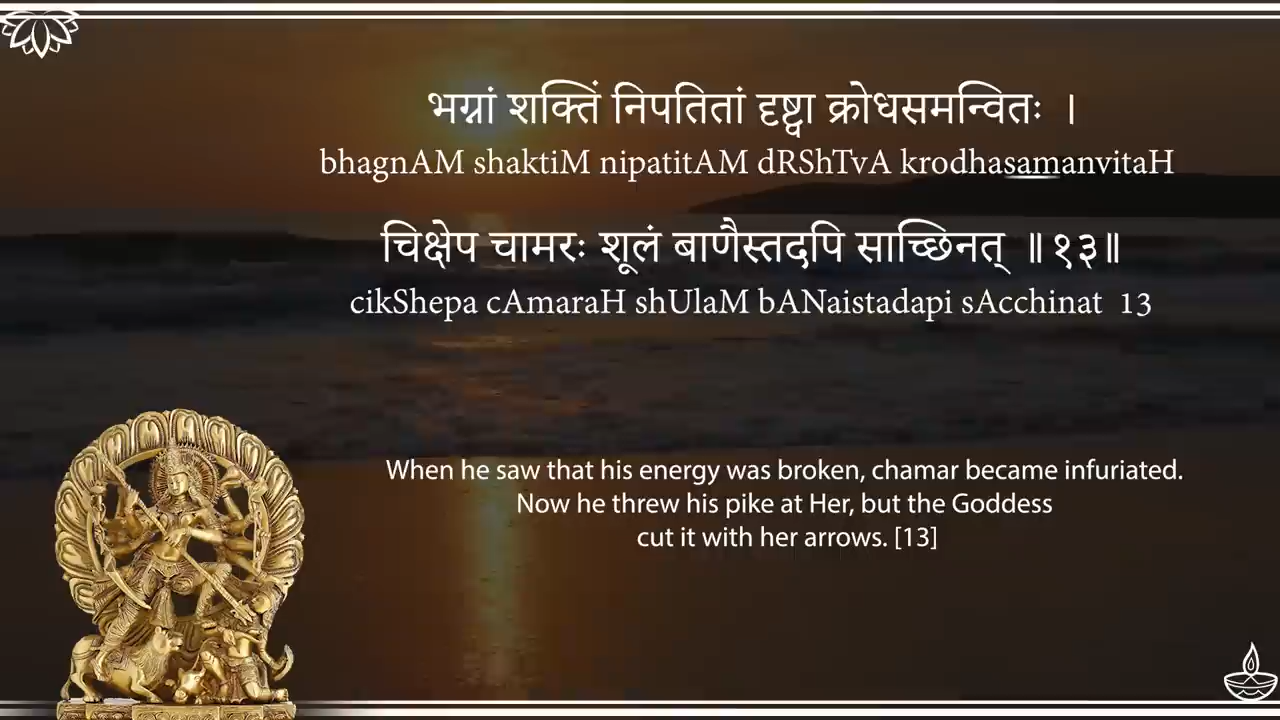 भग्नां शक्तिं निपतितां दृष्ट्वा क्रोधसमन्वितः ।
bhagnAM shaktiM nipatitAM dRShTvA krodhasamanvitaH
चिक्षेप चामरः शूलं बाणैस्तदपि साच्छिनत् ॥१३॥
cikShepa cAmaraH shUlaM bANaistadapi sAcchinat 13
When he saw that his energy was broken, chamar became infuriated.
Now he threw his pike at Her, but the Goddess
cut it with her arrows. [13]